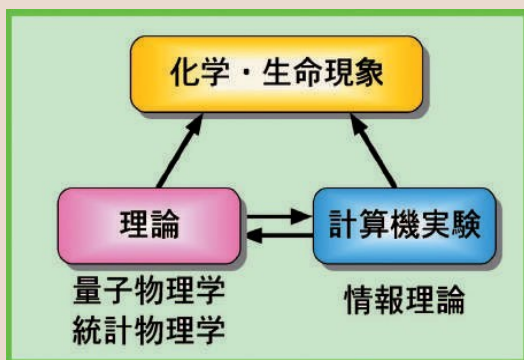 化学・生命現象
理論
計算機実験
量子物理学
統計物理学
情報理論